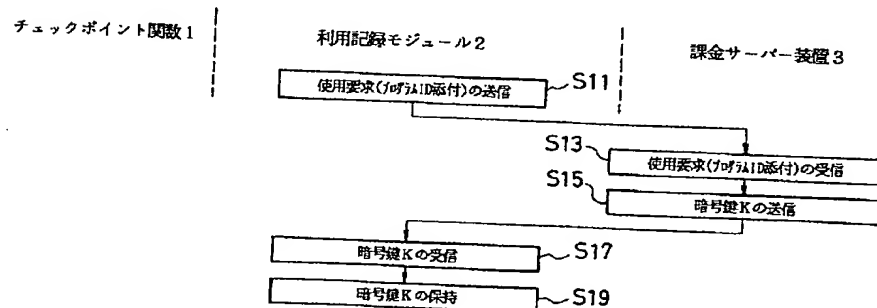 チェックポイント関数1
利用記録モジュール2
課金サーバー装置3
使用要求(プログラムID添付)の送信
S11
S13
使用要求(プログラムID添付)の受信
S15
暗号鍵Kの送信
暗号鍵Kの受信
S17
暗号鍵Kの保持
S19